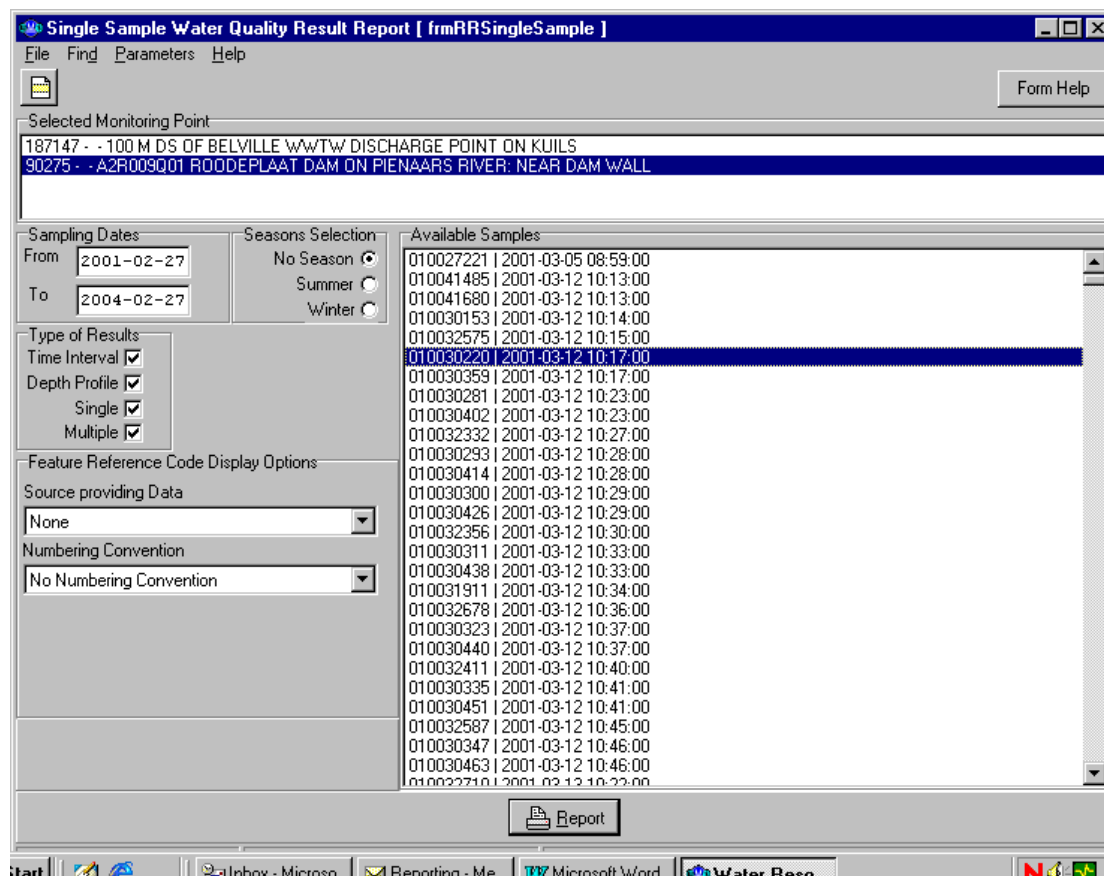 Single Sample Water Quality Result Report [ frmRRSingleSample ]
File Find Parameters Help
Form Help
Selected Monitoring Point
187147 - - 100 M DS OF BELVILLE WWTW DISCHARGE POINT ON KUILS
90275 - - A2R009Q01 ROODEPLAAT DAM ON PIENAARS RIVER: NEAR DAM WALL
Sampling Dates
From 2001-02-27
To 2004-02-27
Seasons Selection
No Season
Summer
Winter
Type of Results
Time Interval
Depth Profile
Single
Multiple
Feature Reference Code Display Options
Source providing Data
None
Numbering Convention
No Numbering Convention
Available Samples
010027221 | 2001-03-05 08:59:00
010041485 | 2001-03-12 10:13:00
010041680 | 2001-03-12 10:13:00
010030153 | 2001-03-12 10:14:00
010032575 | 2001-03-12 10:15:00
010030220 | 2001-03-12 10:17:00
010030359 | 2001-03-12 10:17:00
010030281 | 2001-03-12 10:23:00
010030402 | 2001-03-12 10:23:00
010032332 | 2001-03-12 10:27:00
010030293 | 2001-03-12 10:28:00
010030414 | 2001-03-12 10:28:00
010030300 | 2001-03-12 10:29:00
010030426 | 2001-03-12 10:29:00
010032356 | 2001-03-12 10:30:00
010030311 | 2001-03-12 10:33:00
010030438 | 2001-03-12 10:33:00
010031911 | 2001-03-12 10:34:00
010032678 | 2001-03-12 10:36:00
010030323 | 2001-03-12 10:37:00
010030440 | 2001-03-12 10:37:00
010032411 | 2001-03-12 10:40:00
010030335 | 2001-03-12 10:41:00
010030451 | 2001-03-12 10:41:00
010032587 | 2001-03-12 10:45:00
010030347 | 2001-03-12 10:46:00
010030463 | 2001-03-12 10:46:00
010032710 | 2001-03-13 10:22:00
Report
Start Inbox - Microso... Reporting - Me... Microsoft Word Water Reso...